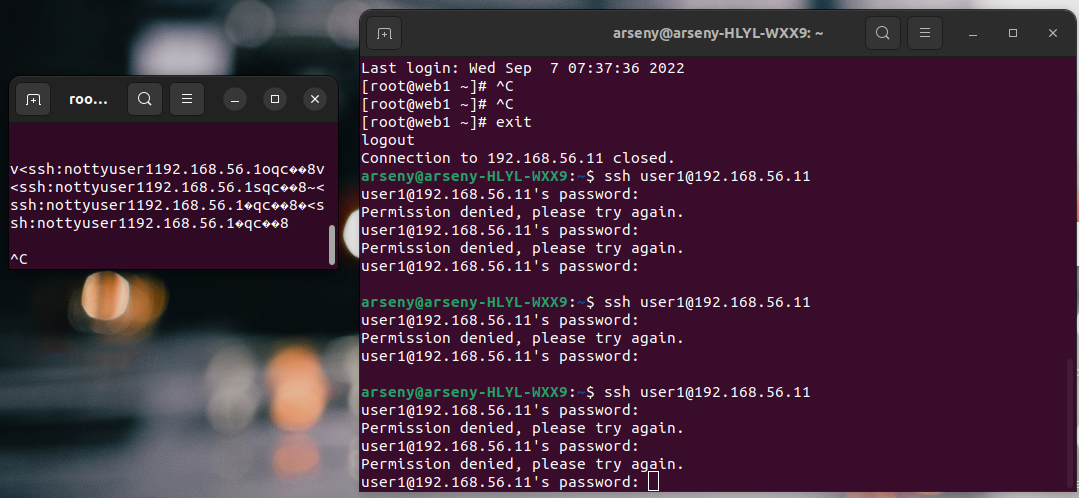 roo...
v<ssh:nottyuser1192.168.56.1oqc��8v
<ssh:nottyuser1192.168.56.1sqc��8~<
ssh:nottyuser1192.168.56.1�qc��8�<s
sh:nottyuser1192.168.56.1�qc��8
^C
arseny@arseny-HLYL-WXX9: ~
Last login: Wed Sep  7 07:37:36 2022
[root@web1 ~]# ^C
[root@web1 ~]# ^C
[root@web1 ~]# exit
logout
Connection to 192.168.56.11 closed.
arseny@arseny-HLYL-WXX9:~$ ssh user1@192.168.56.11
user1@192.168.56.11's password:
Permission denied, please try again.
user1@192.168.56.11's password:
Permission denied, please try again.
user1@192.168.56.11's password:
arseny@arseny-HLYL-WXX9:~$ ssh user1@192.168.56.11
user1@192.168.56.11's password:
Permission denied, please try again.
user1@192.168.56.11's password:
arseny@arseny-HLYL-WXX9:~$ ssh user1@192.168.56.11
user1@192.168.56.11's password:
Permission denied, please try again.
user1@192.168.56.11's password:
Permission denied, please try again.
user1@192.168.56.11's password: